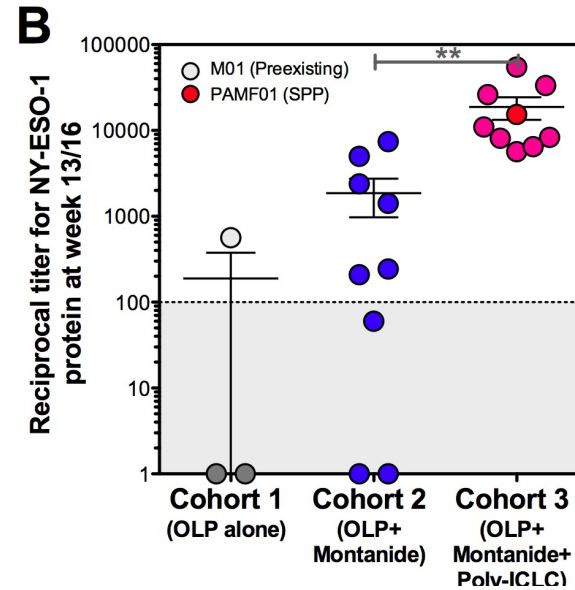 B
Reciprocal titer for NY-ESO-1
protein at week 13/16
100000
10000
1000
100
10
1
M01 (Preexisting)
PAMF01 (SPP)
**
Cohort 1
(OLP alone)
Cohort 2
(OLP+
Montanide)
Cohort 3
(OLP+
Montanide+
Poly-ICLC)